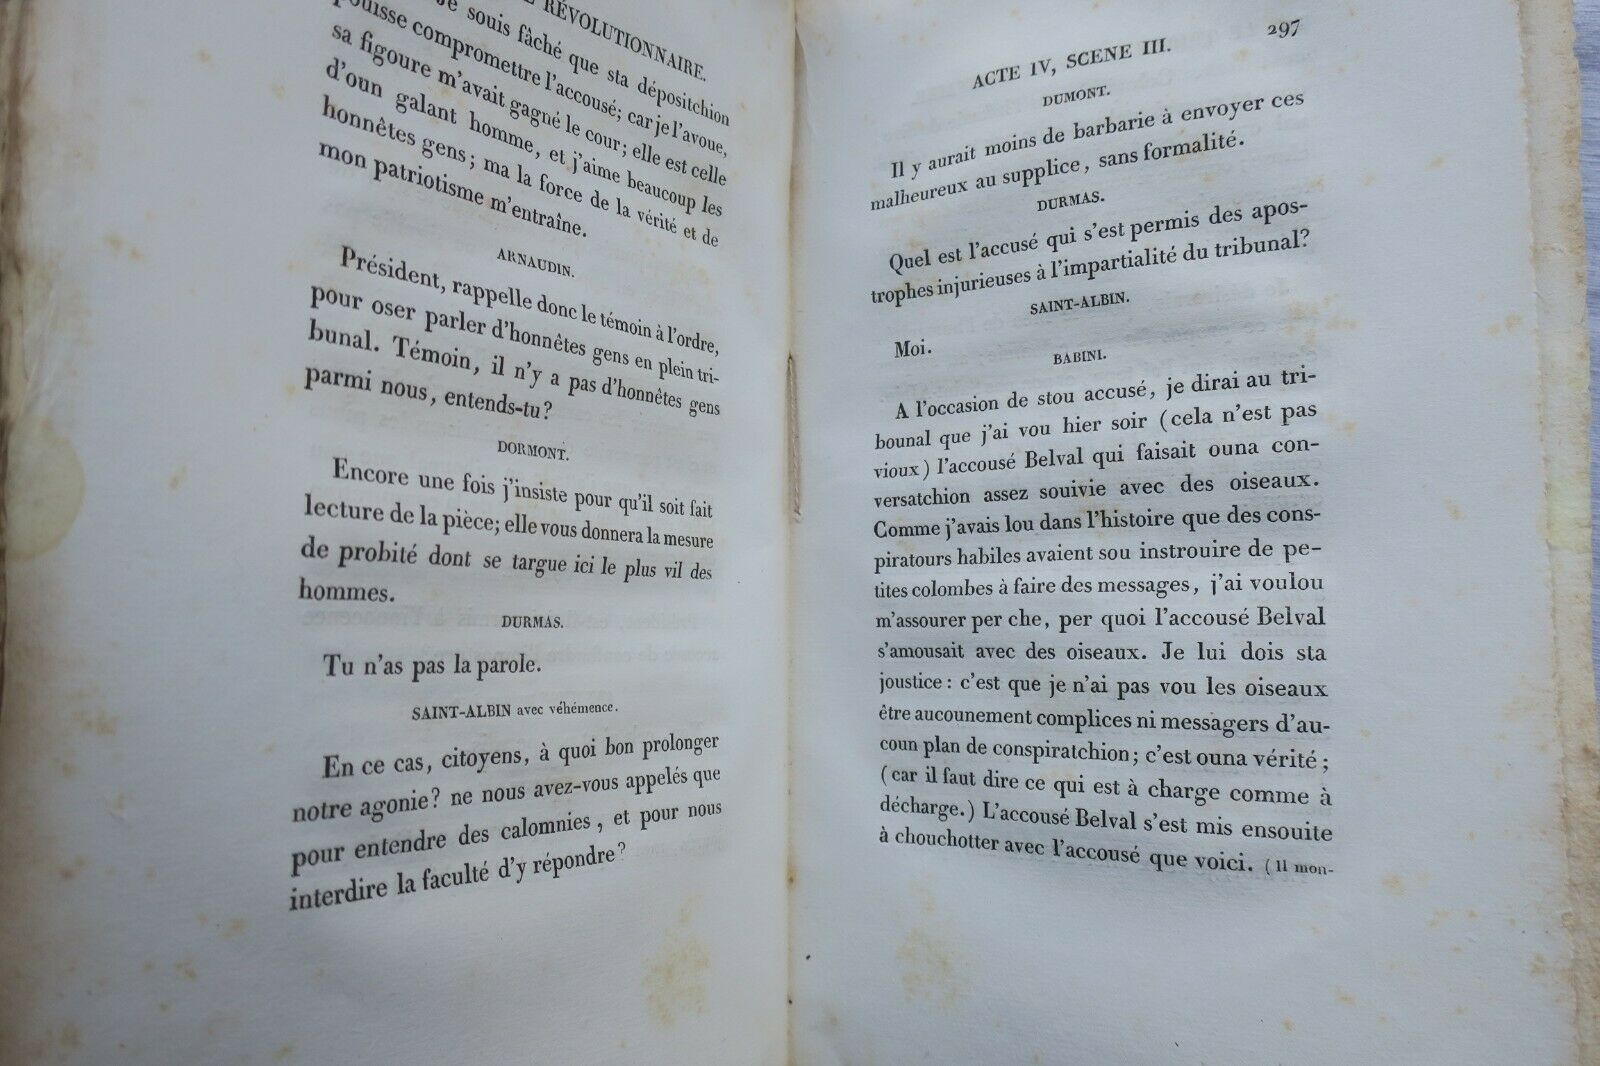 RÉVOLUTIONNAIRE.
je souis fâché que sta dépositchion
pouisse compromettre l'accousé; car je l'avoue,
sa figoure m'avait gagné le cour; elle est celle
d'oun galant homme, et j'aime beaucoup les
honnêtes gens; ma la force de la vérité et de
mon patriotisme m'entraîne.
ARNAUDIN.
Président, rappelle donc le témoin à l'ordre,
pour oser parler d'honnêtes gens en plein tri-
bunal. Témoin, il n'y a pas d'honnêtes gens
parmi nous, entends-tu?
DORMONT.
Encore une fois j'insiste pour qu'il soit fait
lecture de la pièce; elle vous donnera la mesure
de probité dont se targue ici le plus vil des
hommes.
DURMAS.
Tu n'as pas la parole.
SAINT-ALBIN avec véhémence.
En ce cas, citoyens, à quoi bon prolonger
notre agonie? ne nous avez-vous appelés que
pour entendre des calomnies, et pour nous
interdire la faculté d'y répondre?
ACTE IV, SCENE III. 297
DUMONT.
Il y aurait moins de barbarie à envoyer ces
malheureux au supplice, sans formalité.
DURMAS.
Quel est l'accusé qui s'est permis des apos-
trophes injurieuses à l'impartialité du tribunal?
SAINT-ALBIN.
Moi.
BABINI.
A l'occasion de stou accusé, je dirai au tri-
bounal que j'ai vou hier soir (cela n'est pas
vioux) l'accousé Belval qui faisait ouna con-
versatchion assez souivie avec des oiseaux.
Comme j'avais lou dans l'histoire que des cons-
piratours habiles avaient sou instrouire de pe-
tites colombes à faire des messages, j'ai voulou
m'assourer per che, per quoi l'accousé Belval
s'amousait avec des oiseaux. Je lui dois sta
joustice: c'est que je n'ai pas vou les oiseaux
être aucounement complices ni messagers d'au-
coun plan de conspiratchion; c'est ouna vérité;
(car il faut dire ce qui est à charge comme à
décharge.) L'accousé Belval s'est mis ensouite
à chouchotter avec l'accousé que voici. (Il mon-